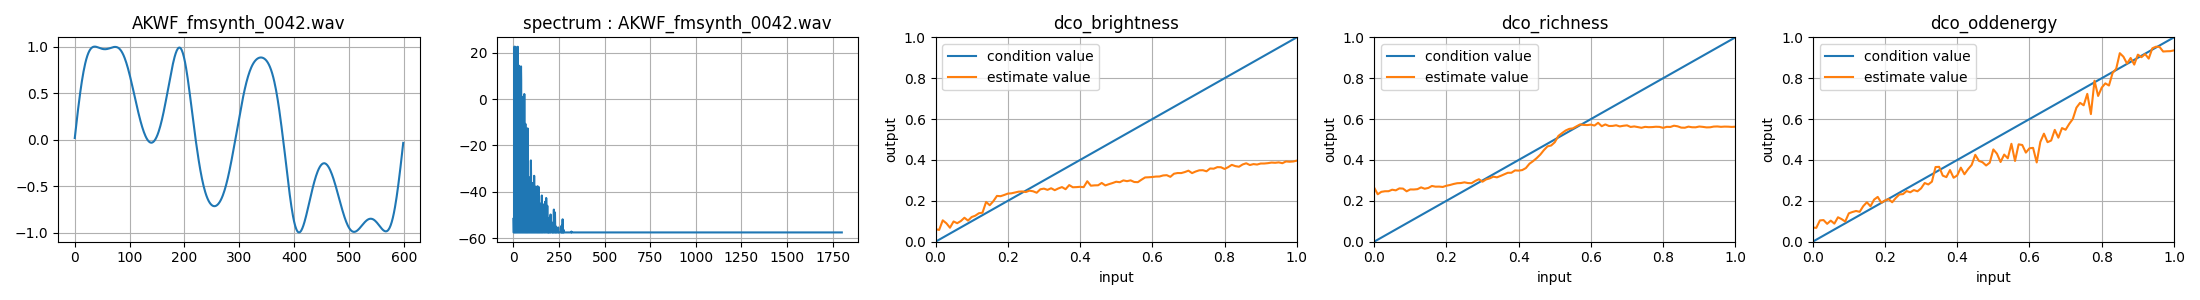 AKWF_fmsynth_0042.wav
1.0
0.5
0.0
−0.5
−1.0
0 100 200 300 400 500 600
spectrum : AKWF_fmsynth_0042.wav
20
0
−20
−40
−60
0 250 500 750 1000 1250 1500 1750
dco_brightness
condition value
estimate value
output
1.0
0.8
0.6
0.4
0.2
0.0
0.0 0.2 0.4 0.6 0.8 1.0
input
dco_richness
condition value
estimate value
output
1.0
0.8
0.6
0.4
0.2
0.0
0.0 0.2 0.4 0.6 0.8 1.0
input
dco_oddenergy
condition value
estimate value
output
1.0
0.8
0.6
0.4
0.2
0.0
0.0 0.2 0.4 0.6 0.8 1.0
input